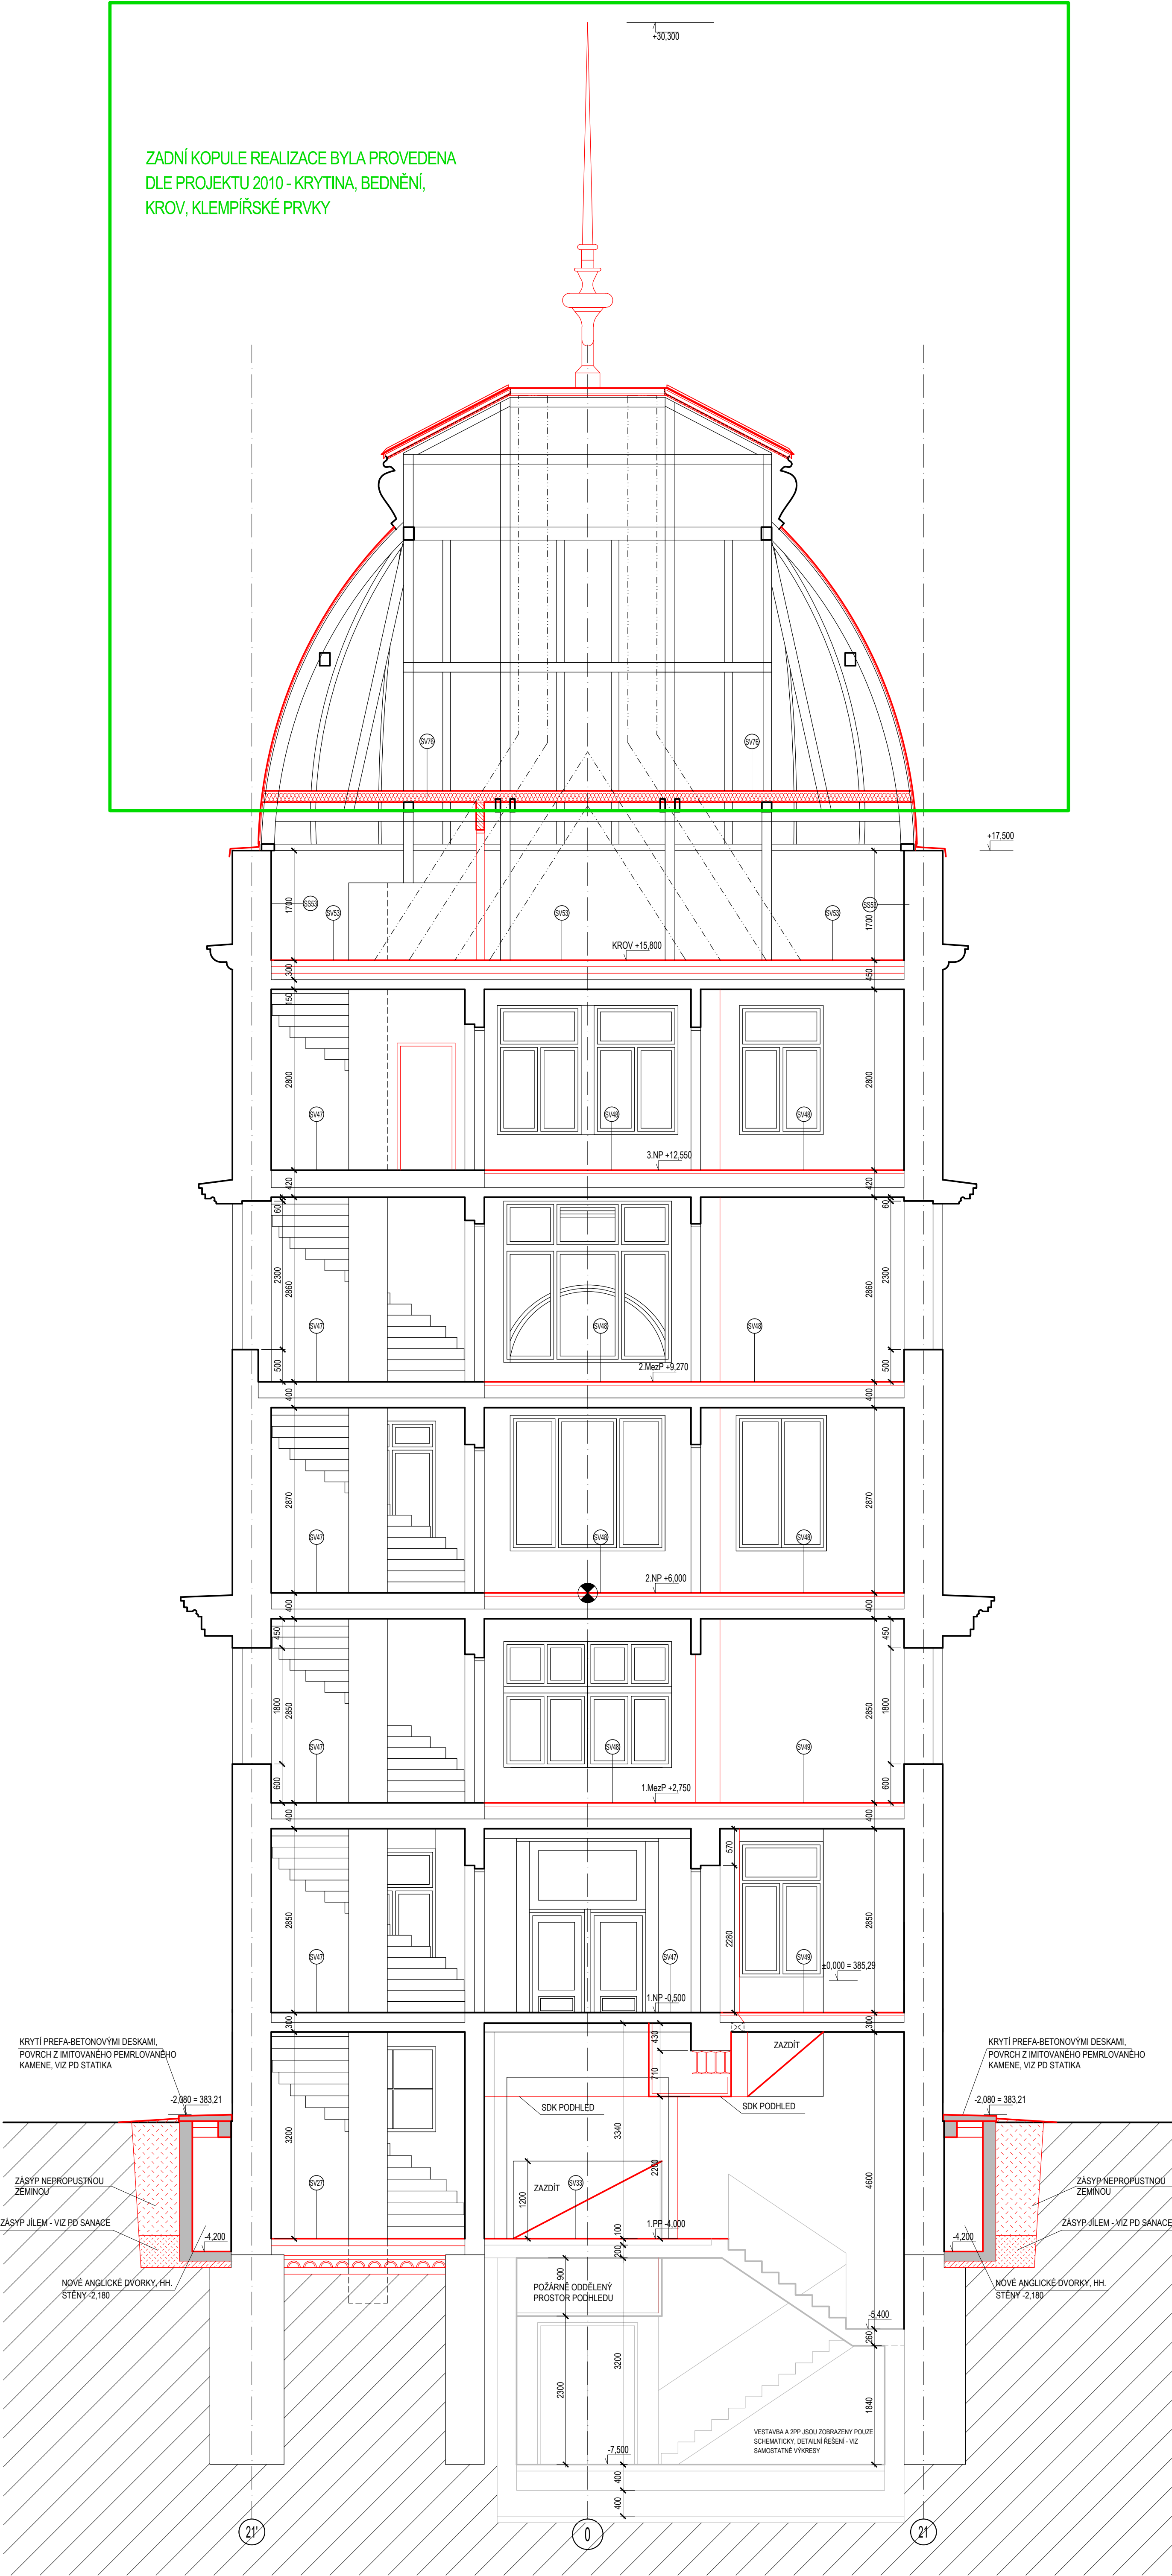 +30,300
ZADNÍ KOPULE REALIZACE BYLA PROVEDENA
DLE PROJEKTU 2010 - KRYTINA, BEDNĚNÍ,
KROV, KLEMPÍŘSKÉ PRVKY
SV76
SV76
+17,500
1700
SS53
SV53
SV53
SV53
SS53
1700
KROV +15,800
300
450
150
2800
2800
SV47
SV48
SV48
3.NP +12,550
420
420
60
60
2300
2860
2860
2300
SV47
SV48
SV48
2.MezP +9,270
500
500
400
400
2870
2870
SV47
SV48
SV48
2.NP +6,000
400
400
450
450
1800
2850
2850
1800
SV47
SV48
SV49
1.MezP +2,750
600
600
400
400
570
2850
2280
2850
SV47
SV47
SV49
±0,000 = 385,29
1.NP -0,500
300
300
430
ZAZDÍT
KRYTÍ PREFA-BETONOVÝMI DESKAMI,
POVRCH Z IMITOVANÉHO PEMRLOVANÉHO
KAMENE, VIZ PD STATIKA
KRYTÍ PREFA-BETONOVÝMI DESKAMI,
POVRCH Z IMITOVANÉHO PEMRLOVANÉHO
KAMENE, VIZ PD STATIKA
710
-2,080 = 383,21
-2,080 = 383,21
SDK PODHLED
SDK PODHLED
3200
3340
2200
4600
ZÁSYP NEPROPUSTNOU
ZEMINOU
ZÁSYP NEPROPUSTNOU
ZEMINOU
SV27
ZAZDÍT
SV33
1200
ZÁSYP JÍLEM - VIZ PD SANACE
ZÁSYP JÍLEM - VIZ PD SANACE
1.PP -4,000
100
-4,200
-4,200
200
900
NOVÉ ANGLICKÉ DVORKY, HH.
STĚNY -2,180
NOVÉ ANGLICKÉ DVORKY, HH.
STĚNY -2,180
POŽÁRNĚ ODDĚLENÝ
PROSTOR PODHLEDU
-5,400
260
3200
2300
1840
VESTAVBA A 2PP JSOU ZOBRAZENY POUZE
SCHEMATICKY, DETAILNÍ ŘEŠENÍ - VIZ
SAMOSTATNÉ VÝKRESY
-7,500
400
400
21'
0
21